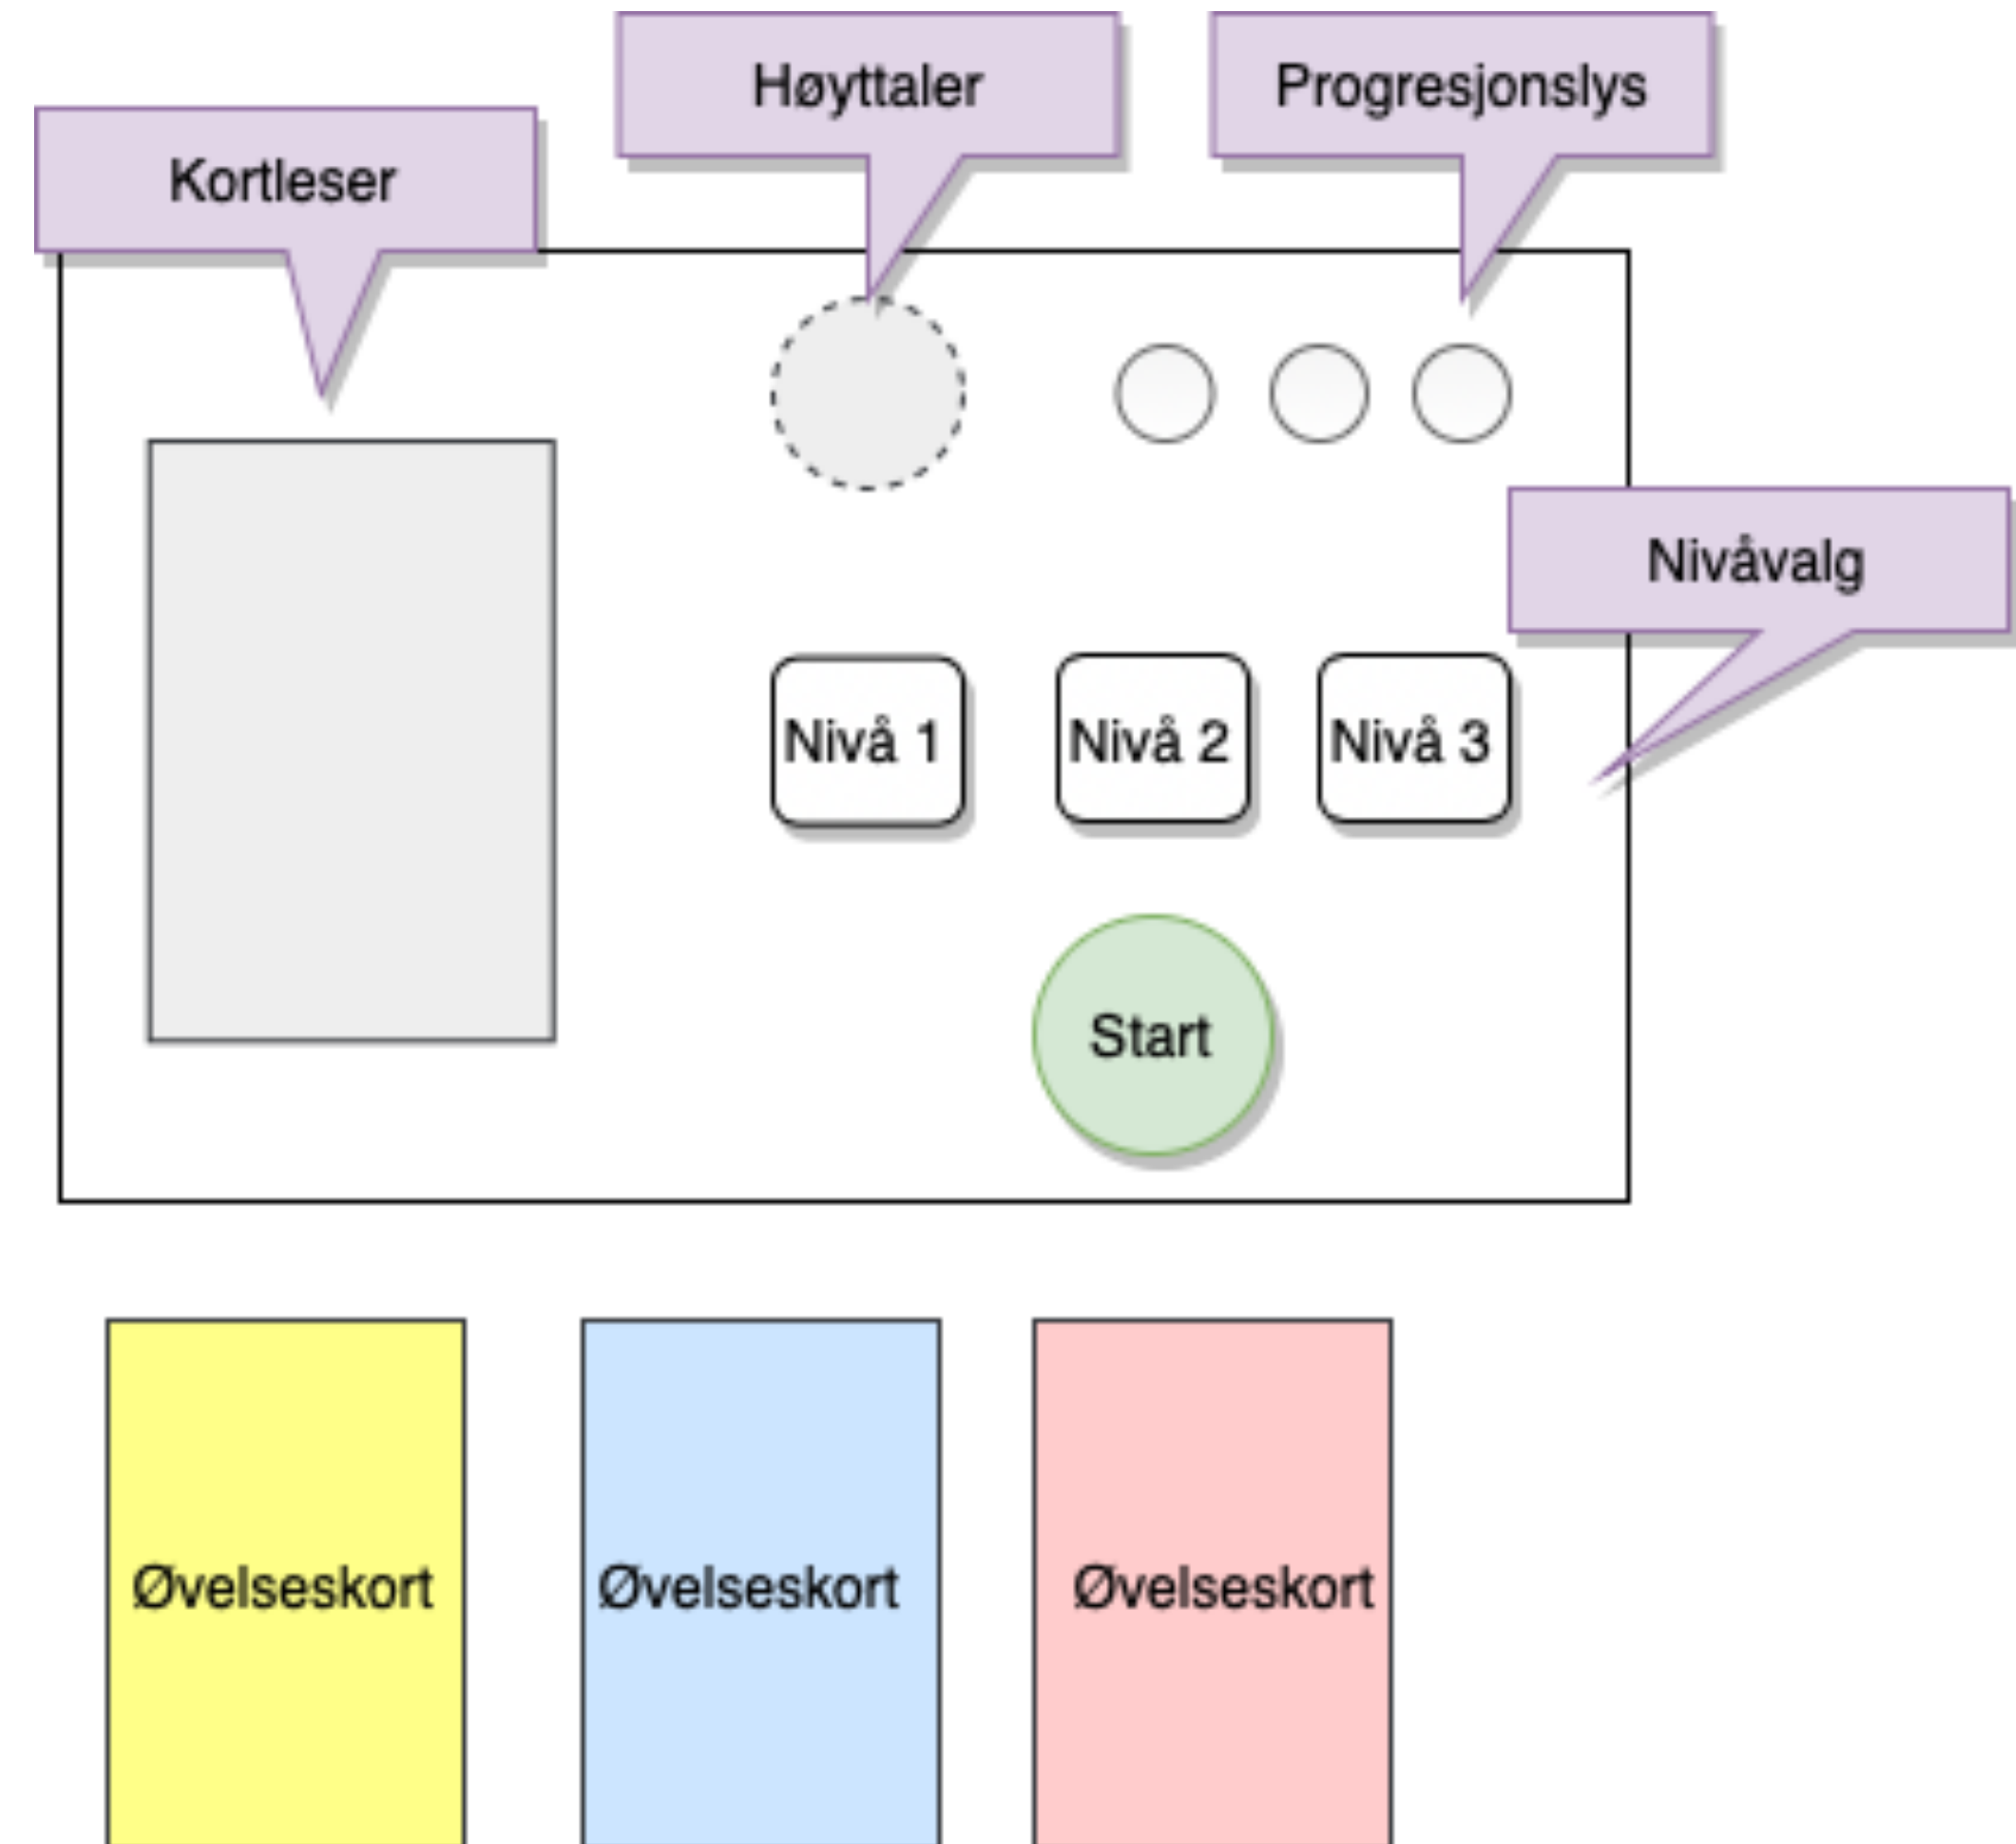 Høyttaler
Progresjonslys
Kortleser
Nivåvalg
Nivå 1
Nivå 2
Nivå 3
Start
Øvelseskort
Øvelseskort
Øvelseskort